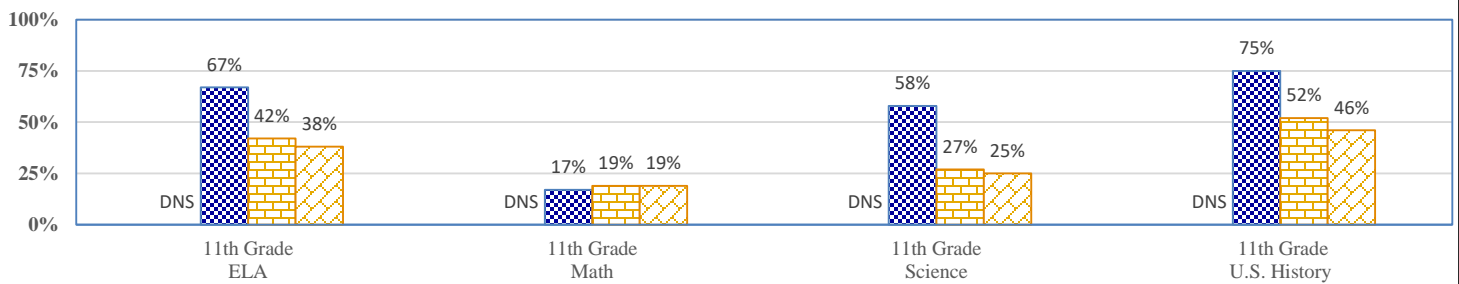 100%
75%
50%
25%
0%
DNS
67%
42%
38%
DNS
17%
19%
19%
DNS
58%
27%
25%
DNS
75%
52%
46%
11th Grade
ELA
11th Grade
Math
11th Grade
Science
11th Grade
U.S. History